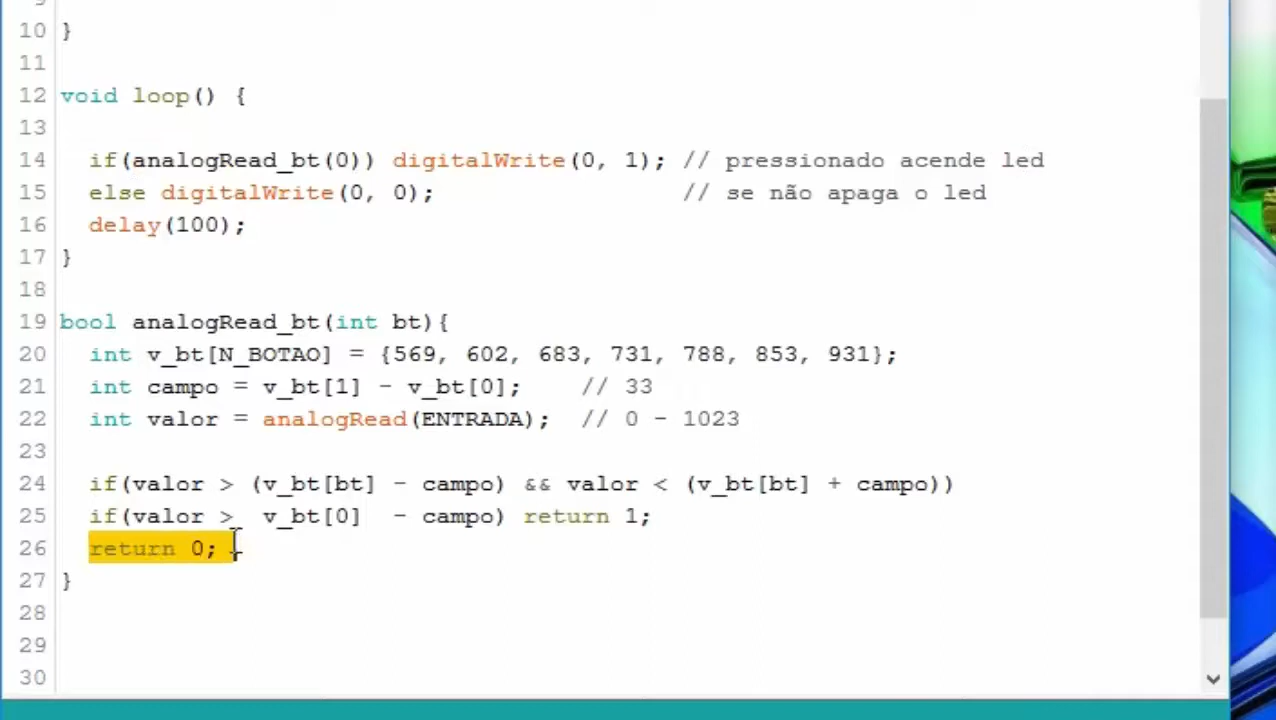 9
10 }
11
12 void loop() {
13
14   if(analogRead_bt(0)) digitalWrite(0, 1); // pressionado acende led
15   else digitalWrite(0, 0);                 // se não apaga o led
16   delay(100);
17 }
18
19 bool analogRead_bt(int bt){
20   int v_bt[N_BOTAO] = {569, 602, 683, 731, 788, 853, 931};
21   int campo = v_bt[1] - v_bt[0];    // 33
22   int valor = analogRead(ENTRADA);  // 0 - 1023
23
24   if(valor > (v_bt[bt] - campo) && valor < (v_bt[bt] + campo))
25   if(valor >  v_bt[0]  - campo) return 1;
26   return 0;
27 }
28
29
30